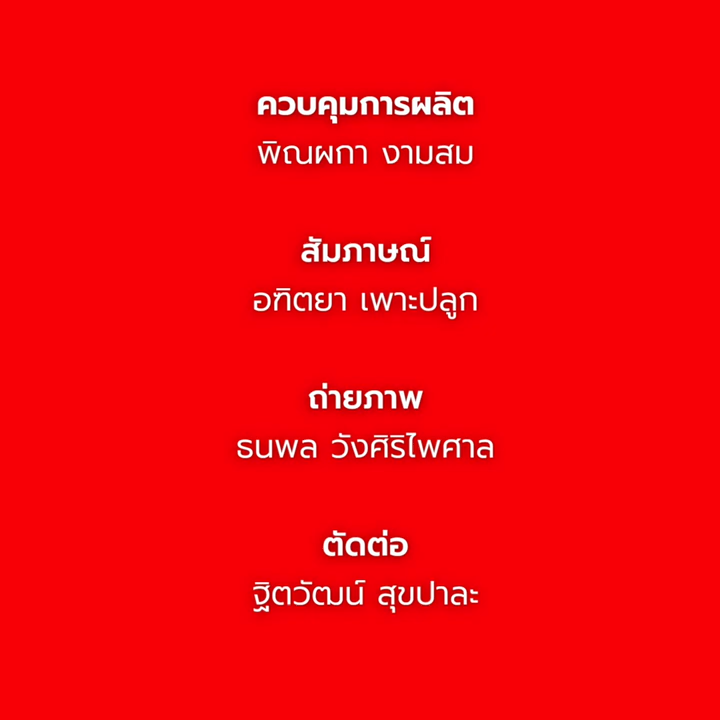 ควบคุมการผลิต
พิณผกา งามสม
สัมภาษณ์
อฑิตยา เพาะปลูก
ถ่ายภาพ
ธนพล วังศิริไพศาล
ตัดต่อ
ฐิตวัฒน์ สุขปาละ